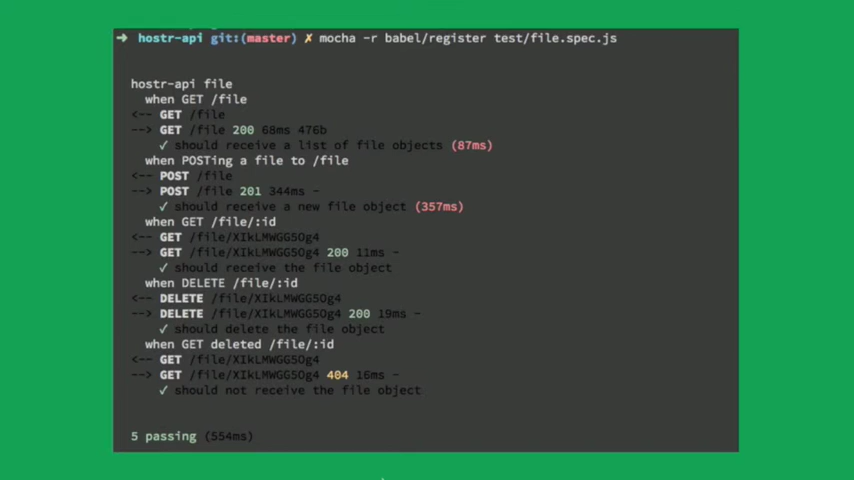 ➜ hostr-api git:(master) ✗ mocha -r babel/register test/file.spec.js
hostr-api file
when GET /file
<-- GET /file
--> GET /file 200 68ms 476b
✓ should receive a list of file objects (87ms)
when POSTing a file to /file
<-- POST /file
--> POST /file 201 344ms -
✓ should receive a new file object (357ms)
when GET /file/:id
<-- GET /file/XIkLMWGG5Og4
--> GET /file/XIkLMWGG5Og4 200 11ms -
✓ should receive the file object
when DELETE /file/:id
<-- DELETE /file/XIkLMWGG5Og4
--> DELETE /file/XIkLMWGG5Og4 200 19ms -
✓ should delete the file object
when GET deleted /file/:id
<-- GET /file/XIkLMWGG5Og4
--> GET /file/XIkLMWGG5Og4 404 16ms -
✓ should not receive the file object
5 passing (554ms)